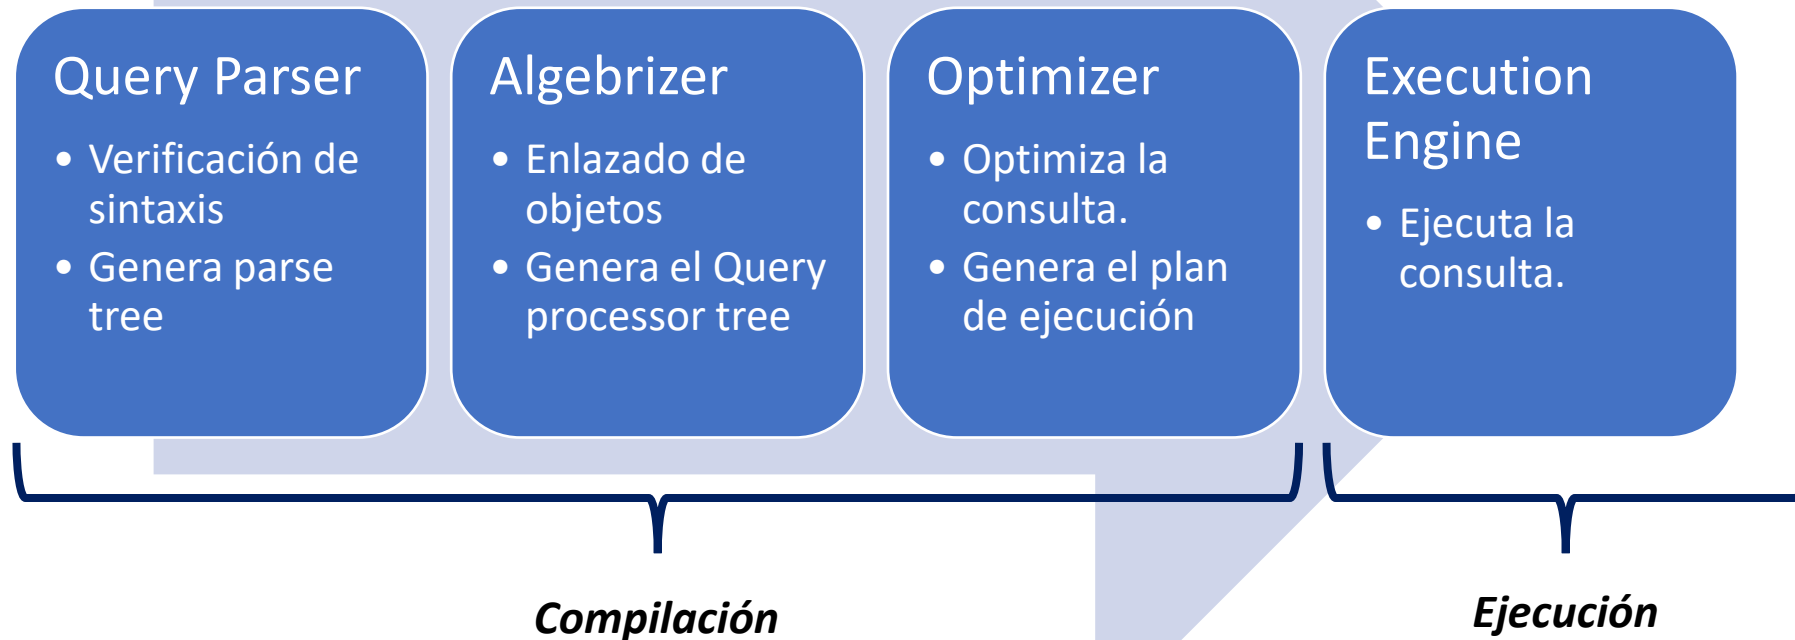 Query Parser
• Verificación de
sintaxis
• Genera parse
tree
Algebrizer
• Enlazado de
objetos
• Genera el Query
processor tree
Optimizer
• Optimiza la
consulta.
• Genera el plan
de ejecución
Execution
Engine
• Ejecuta la
consulta.
Compilación
Ejecución